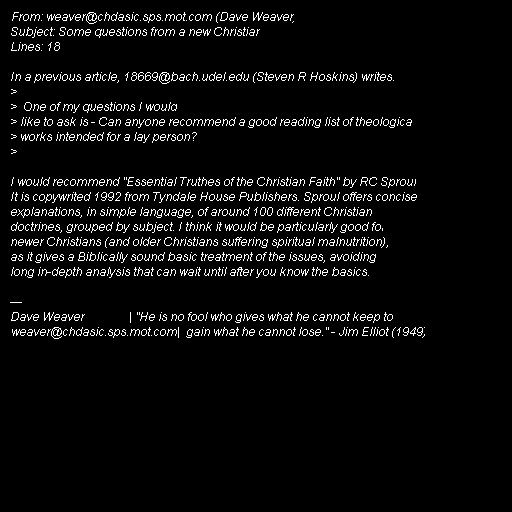 From: weaver@chdasic.sps.mot.com (Dave Weaver)
Subject: Some questions from a new Christian
Lines: 18

In a previous article, 18669@bach.udel.edu (Steven R Hoskins) writes.
>
> One of my questions I would
> like to ask is - Can anyone recommend a good reading list of theological
> works intended for a lay person?
>

I would recommend "Essential Truthes of the Christian Faith" by RC Sproul
It is copywrited 1992 from Tyndale House Publishers. Sproul offers concise
explanations, in simple language, of around 100 different Christian
doctrines, grouped by subject. I think it would be particularly good for
newer Christians (and older Christians suffering spiritual malnutrition),
as it gives a Biblically sound basic treatment of the issues, avoiding
long in-depth analysis that can wait until after you know the basics.

---
Dave Weaver | "He is no fool who gives what he cannot keep to
weaver@chdasic.sps.mot.com| gain what he cannot lose." - Jim Elliot (1949)